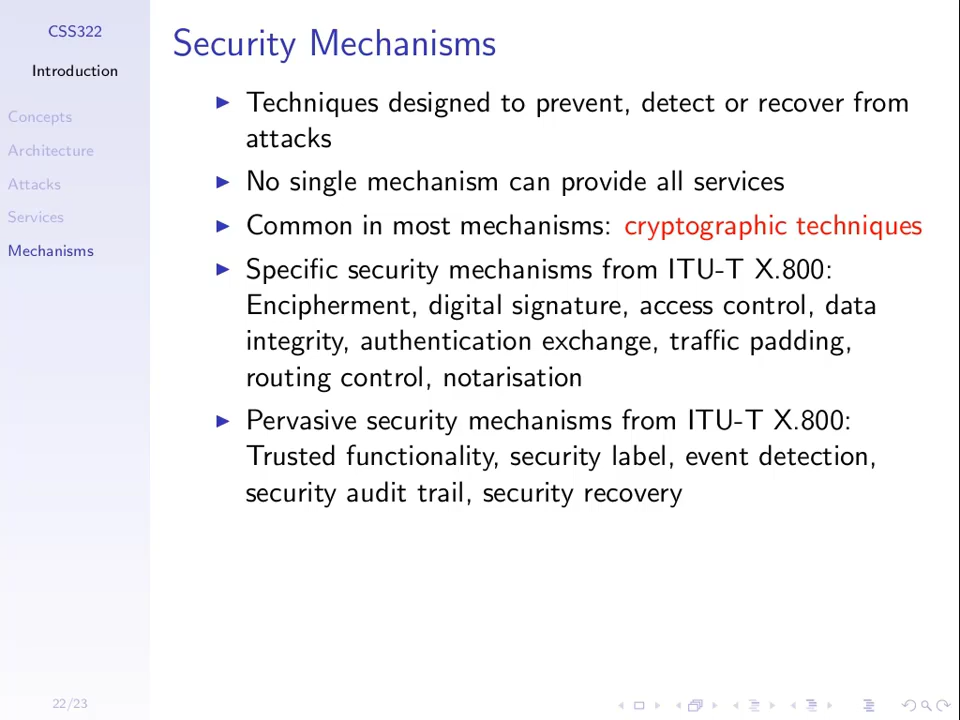 CSS322
Introduction
Concepts
Architecture
Attacks
Services
Mechanisms
22/23
Security Mechanisms
Techniques designed to prevent, detect or recover from
attacks
No single mechanism can provide all services
Common in most mechanisms: cryptographic techniques
Specific security mechanisms from ITU-T X.800:
Encipherment, digital signature, access control, data
integrity, authentication exchange, traffic padding,
routing control, notarisation
Pervasive security mechanisms from ITU-T X.800:
Trusted functionality, security label, event detection,
security audit trail, security recovery